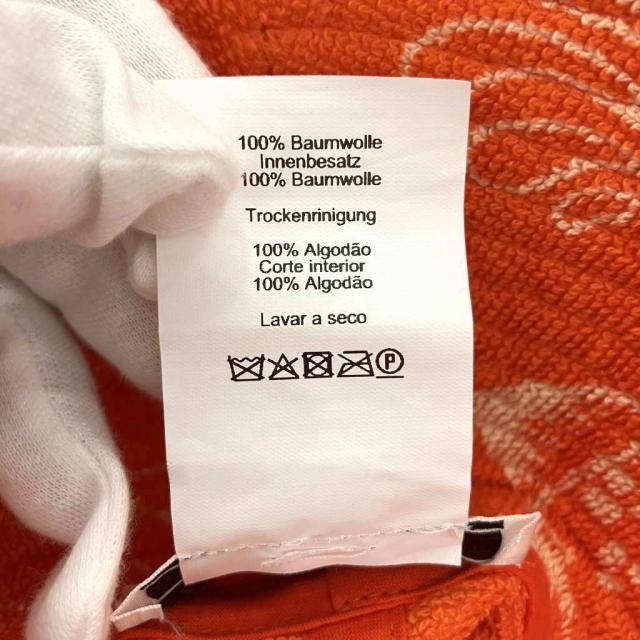 100% Baumwolle
Innenbesatz
100% Baumwolle
Trockenrinigung
100% Algodão
Corte interior
100% Algodão
Lavar a seco
P